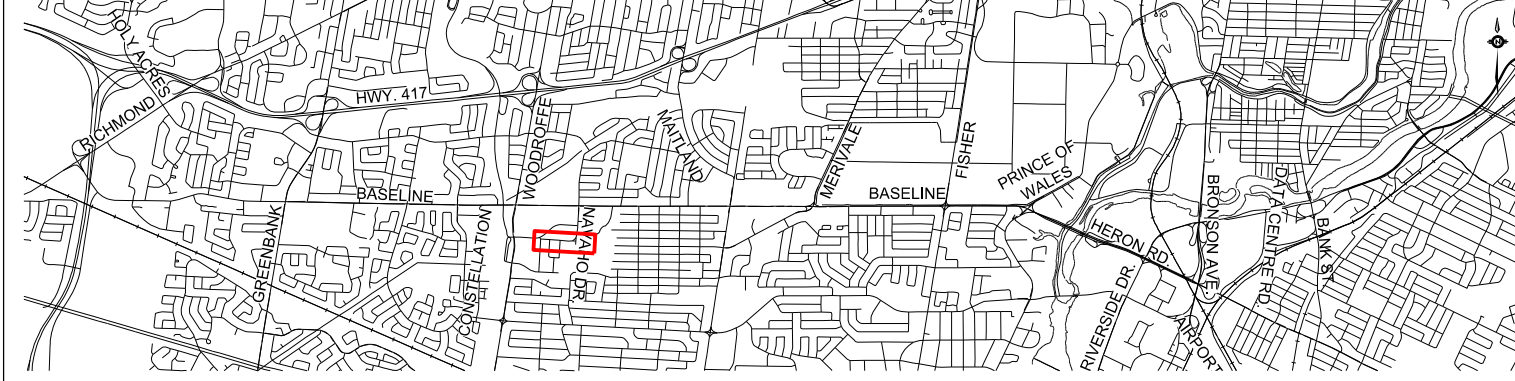 HOLY ACRES
RICHMOND
HWY. 417
WOODROFFE
MAITLAND
MERIVALE
FISHER
PRINCE OF
WALES
BASELINE
BASELINE
GREENBANK
CONSTELLATION
NAVAHO DR.
HERON RD.
RIVERSIDE DR.
AIRPORT
BRONSON AVE.
DATA CENTRE RD.
BANK ST.
N